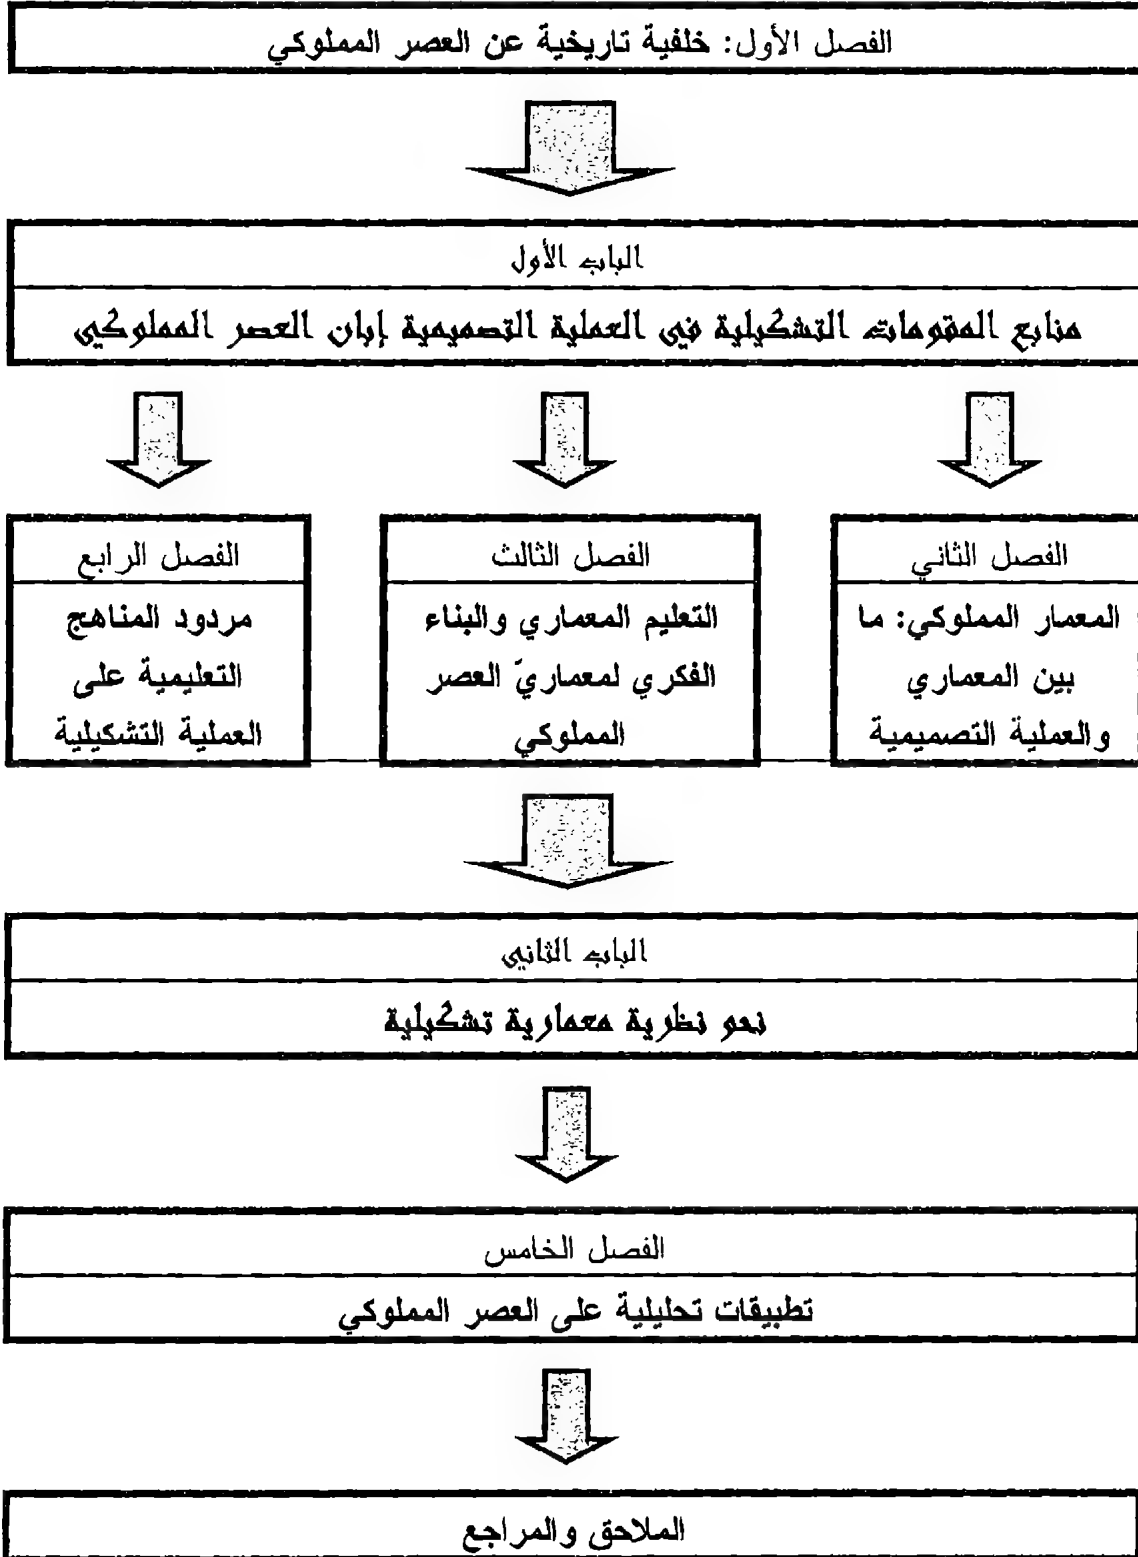 الفصل الأول: خلفية تاريخية عن العصر المملوكي
الباب الأول
منابع المقومات التشكيلية في العملية التصميمية إبان العصر المملوكي
الفصل الثاني
المعمار المملوكي: ما
بين المعماري
والعملية التصميمية
الفصل الثالث
التعليم المعماري والبناء
الفكري لمعماريّ العصر
المملوكي
الفصل الرابع
مردود المناهج
التعليمية على
العملية التشكيلية
الباب الثاني
نحو نظرية معمارية تشكيلية
الفصل الخامس
تطبيقات تحليلية على العصر المملوكي
الملاحق والمراجع